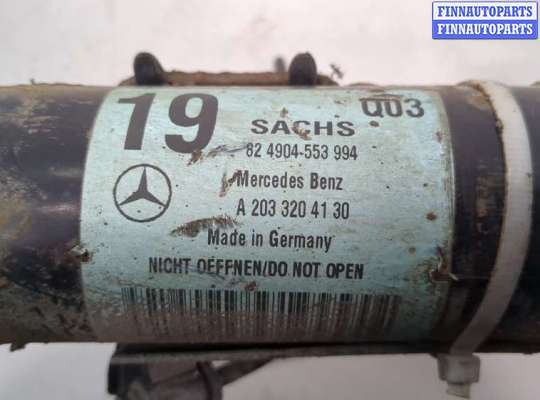 FINNAUTOPARTS
FINNAUTOPARTS
19
Q03
SACHS
82 4904-553 994
Mercedes Benz
A 203 320 41 30
Made in Germany
NICHT OEFFNEN/DO NOT OPEN